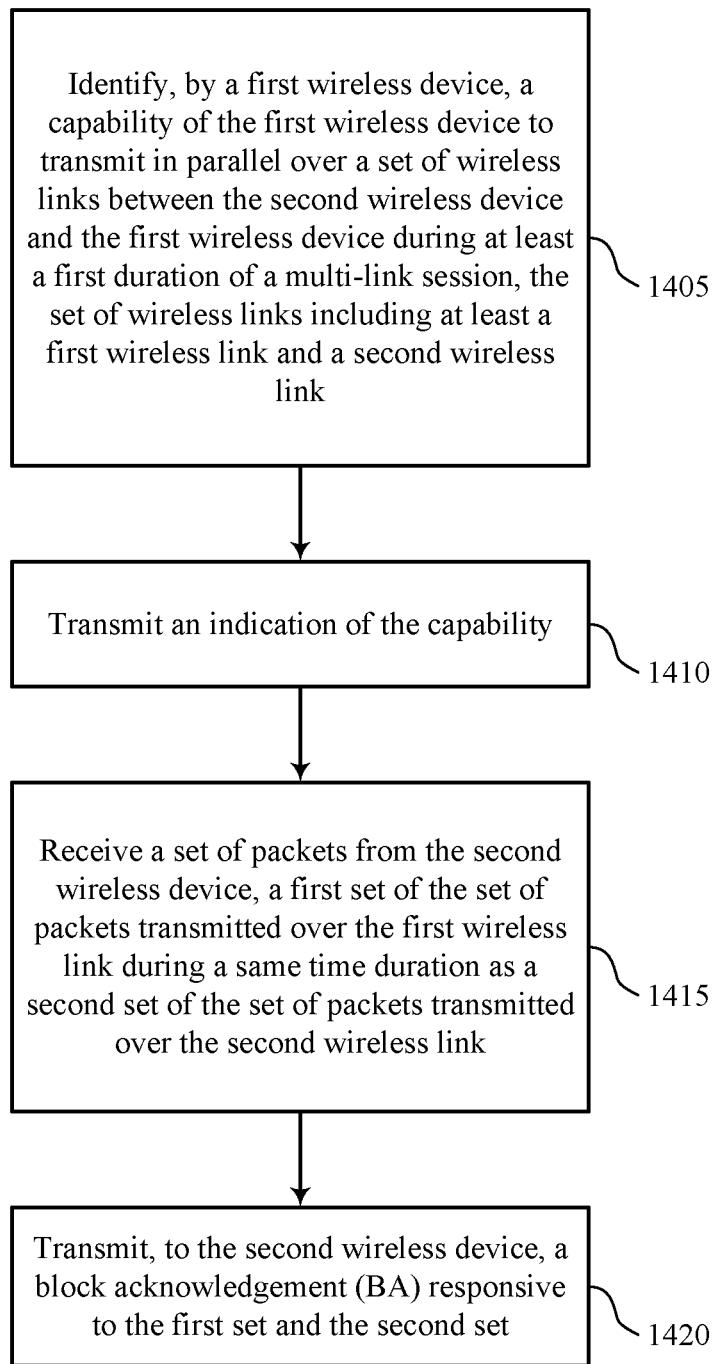 Identify, by a first wireless device, a
capability of the first wireless device to
transmit in parallel over a set of wireless
links between the second wireless device
and the first wireless device during at least
a first duration of a multi-link session, the
set of wireless links including at least a
first wireless link and a second wireless
link
1405
Transmit an indication of the capability
1410
Receive a set of packets from the second
wireless device, a first set of the set of
packets transmitted over the first wireless
link during a same time duration as a
second set of the set of packets transmitted
over the second wireless link
1415
Transmit, to the second wireless device, a
block acknowledgement (BA) responsive
to the first set and the second set
1420